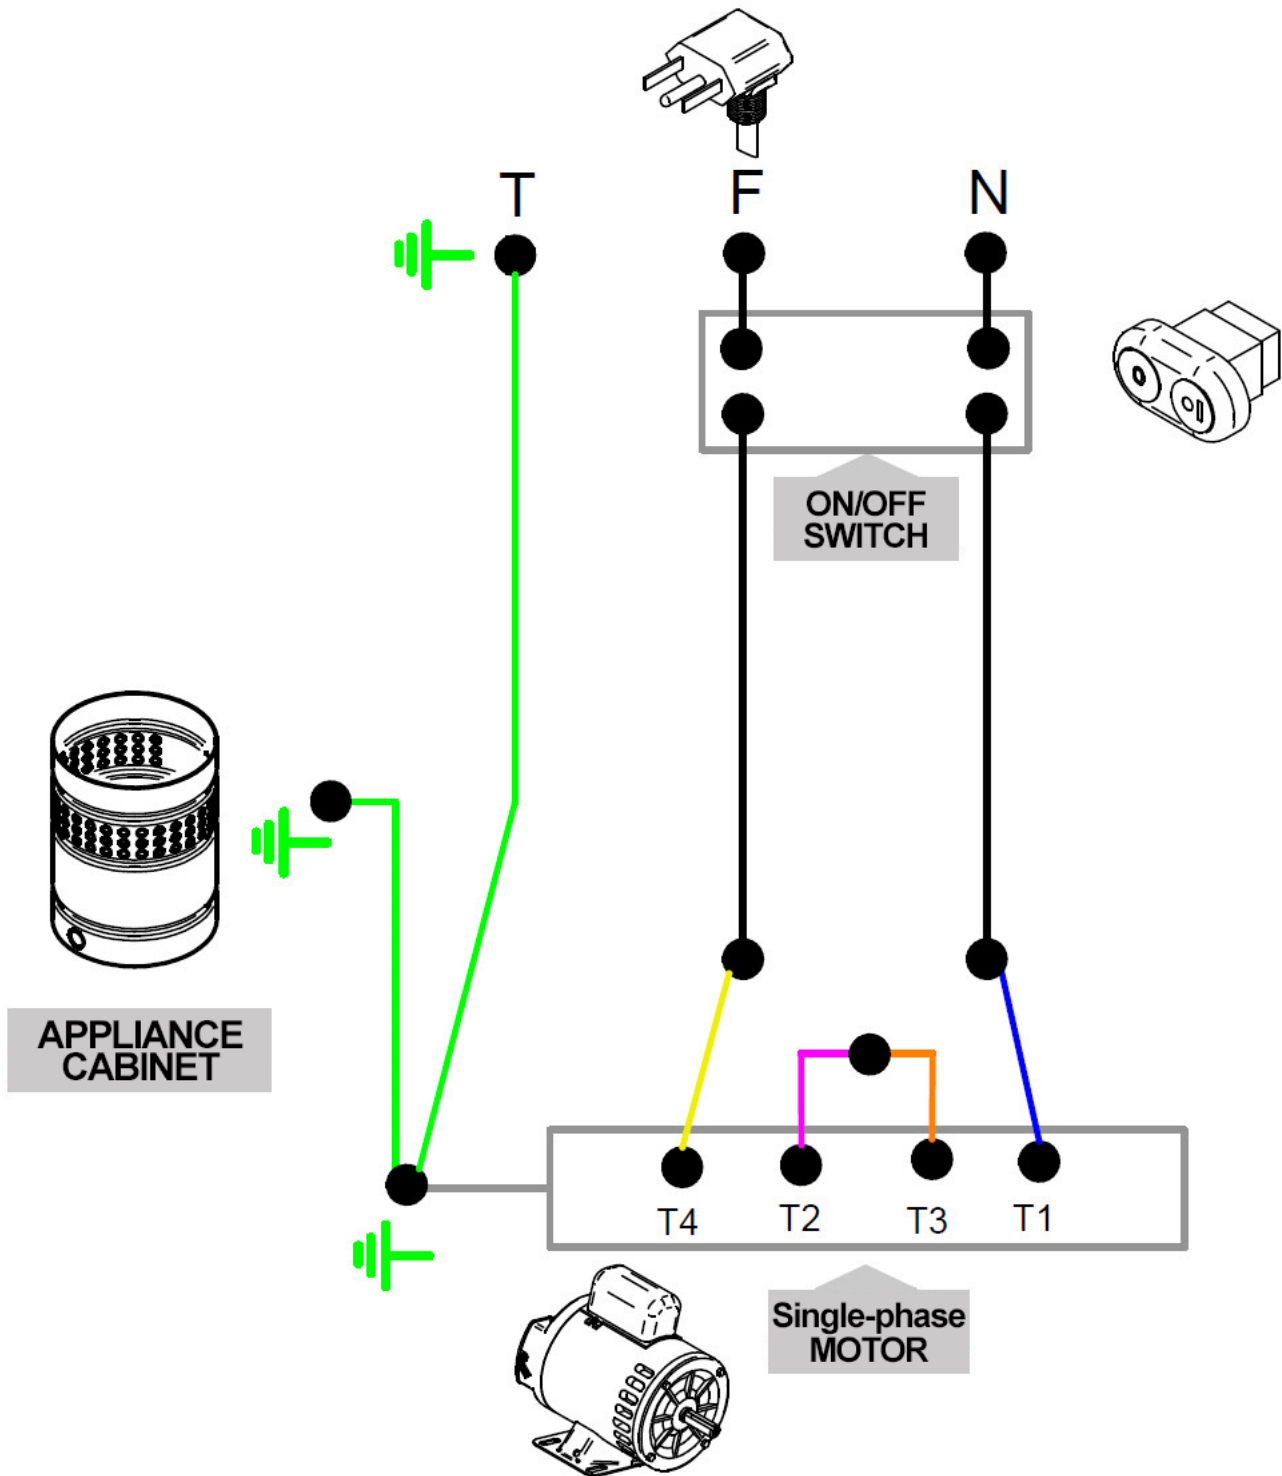 T
F
N
ON/OFF
SWITCH
APPLIANCE
CABINET
T4
T2
T3
T1
Single-phase
MOTOR